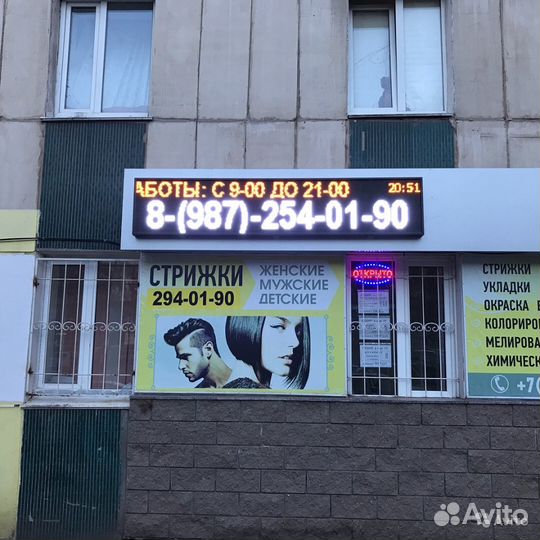 АБОТЫ: С 9-00 ДО 21-00 20:51
8-(987)-254-01-90
СТРИЖКИ
294-01-90
ЖЕНСКИЕ
МУЖСКИЕ
ДЕТСКИЕ
ОТКРЫТО
СТРИЖКИ
УКЛАДКИ
ОКРАСКА
КОЛОРИРО
МЕЛИРОВА
ХИМИЧЕСК
Avito